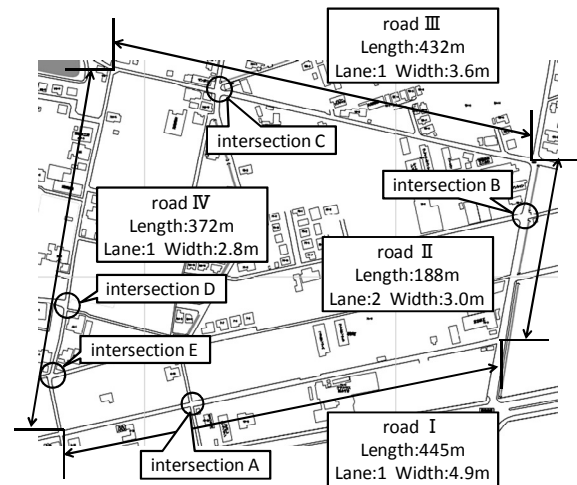 road Ⅲ
Length:432m
Lane:1 Width:3.6m
intersection C
intersection B
road Ⅳ
Length:372m
Lane:1 Width:2.8m
road Ⅱ
Length:188m
Lane:2 Width:3.0m
intersection D
intersection E
intersection A
road Ⅰ
Length:445m
Lane:1 Width:4.9m